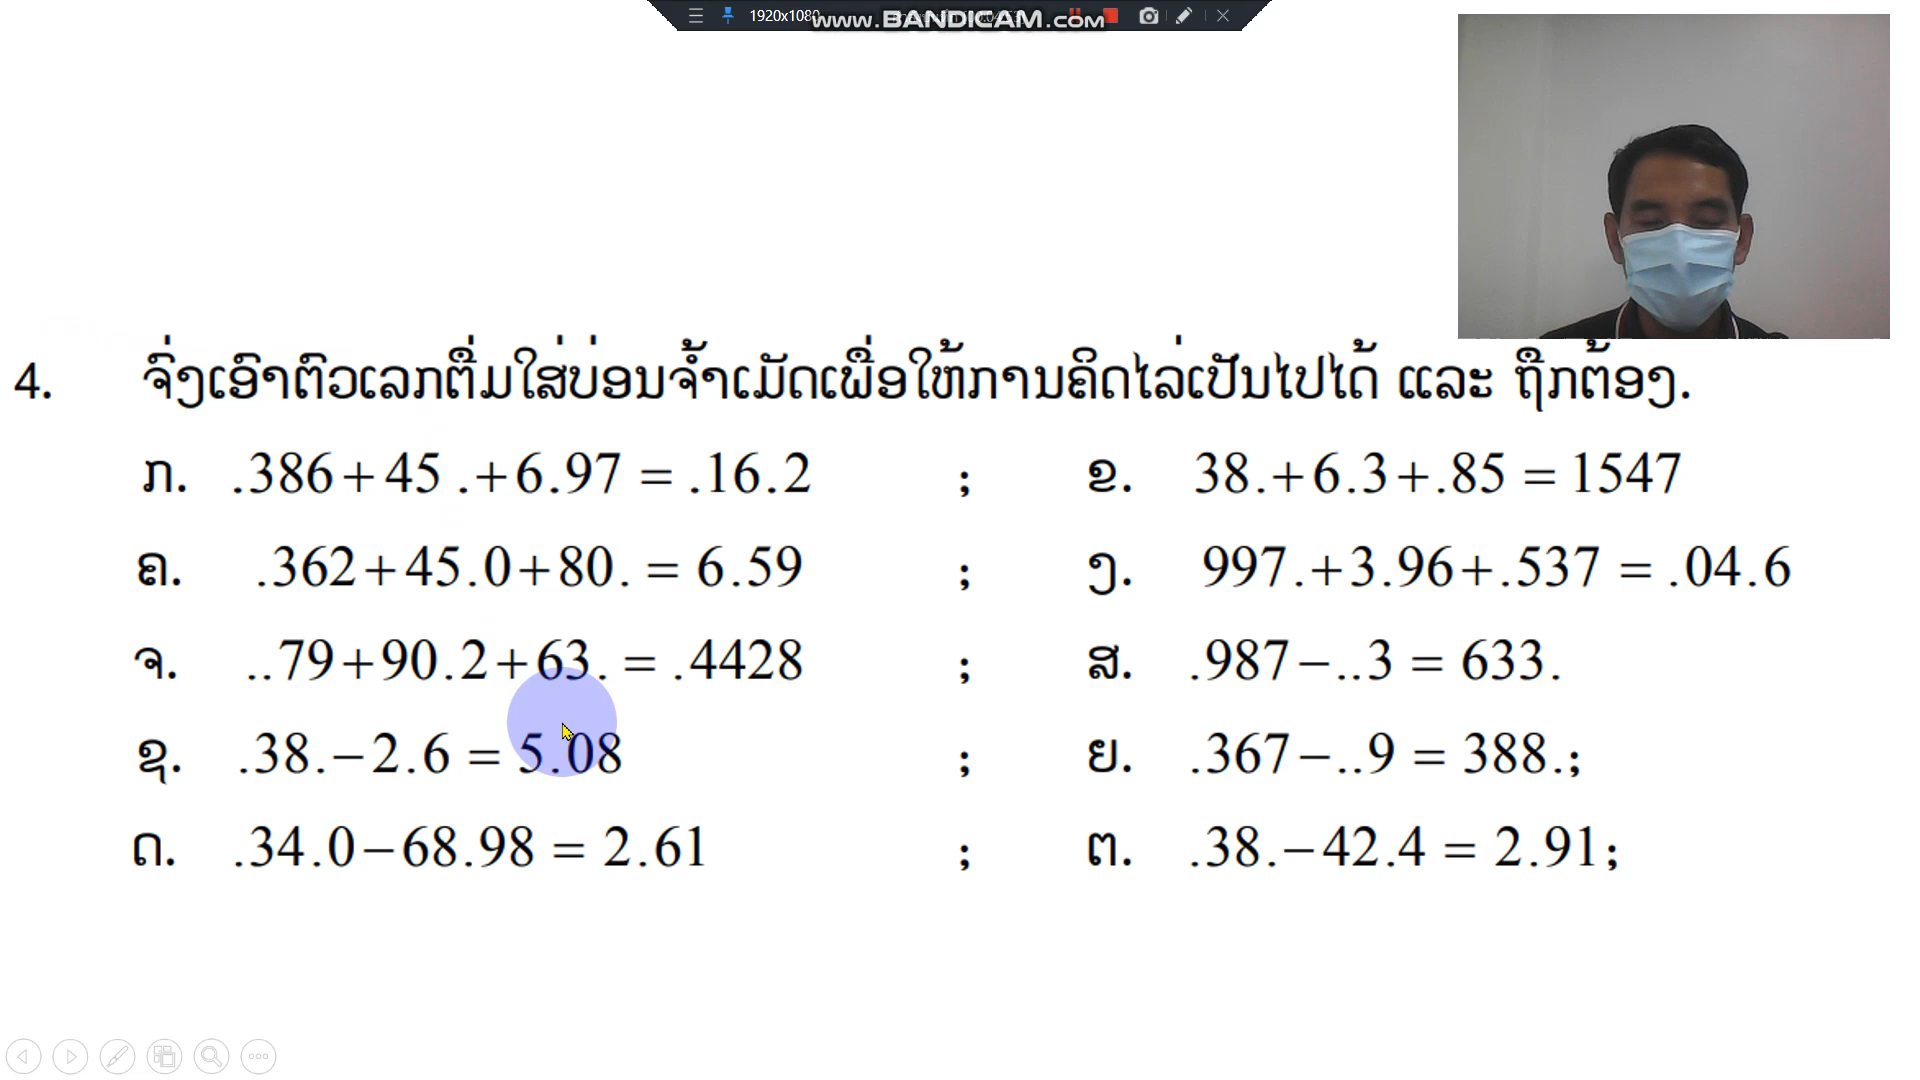 1920x1080
www.BANDICAM.com
4. ຈົ່ງເອົາຕົວເລກຕື່ມໃສ່ບ່ອນຈ້ຳເມັດເພື່ອໃຫ້ການຄິດໄລ່ເປັນໄປໄດ້ ແລະ ຖືກຕ້ອງ.
ກ. .386+45 .+6.97 = .16.2 ; ຂ. 38.+6.3+.85 = 1547
ຄ. .362+45.0+80. = 6.59 ; ງ. 997.+3.96+.537 = .04.6
ຈ. ..79+90.2+63. = .4428 ; ສ. .987−..3 = 633.
ຊ. .38.−2.6 = 5.08 ; ຍ. .367−..9 = 388.;
ດ. .34.0−68.98 = 2.61 ; ຕ. .38.−42.4 = 2.91;